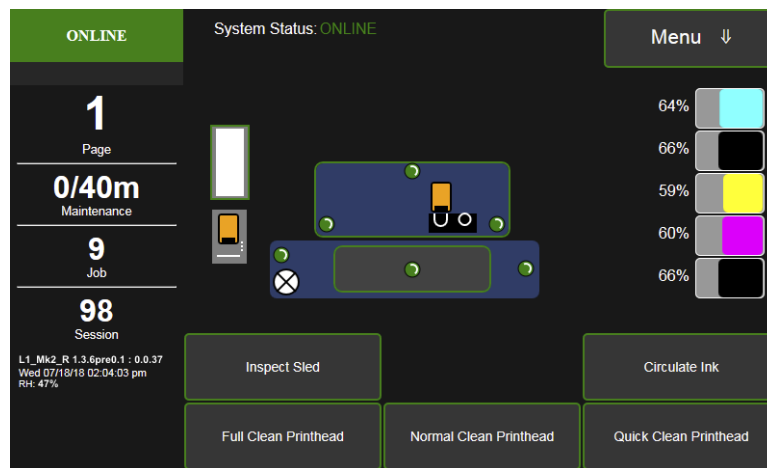 ONLINE
System Status: ONLINE
Menu ⇓
1
Page
0/40m
Maintenance
9
Job
98
Session
L1_Mk2_R 1.3.6pre0.1 : 0.0.37
Wed 07/18/18 02:04:03 pm
RH: 47%
64%
66%
59%
60%
66%
Inspect Sled
Circulate Ink
Full Clean Printhead
Normal Clean Printhead
Quick Clean Printhead